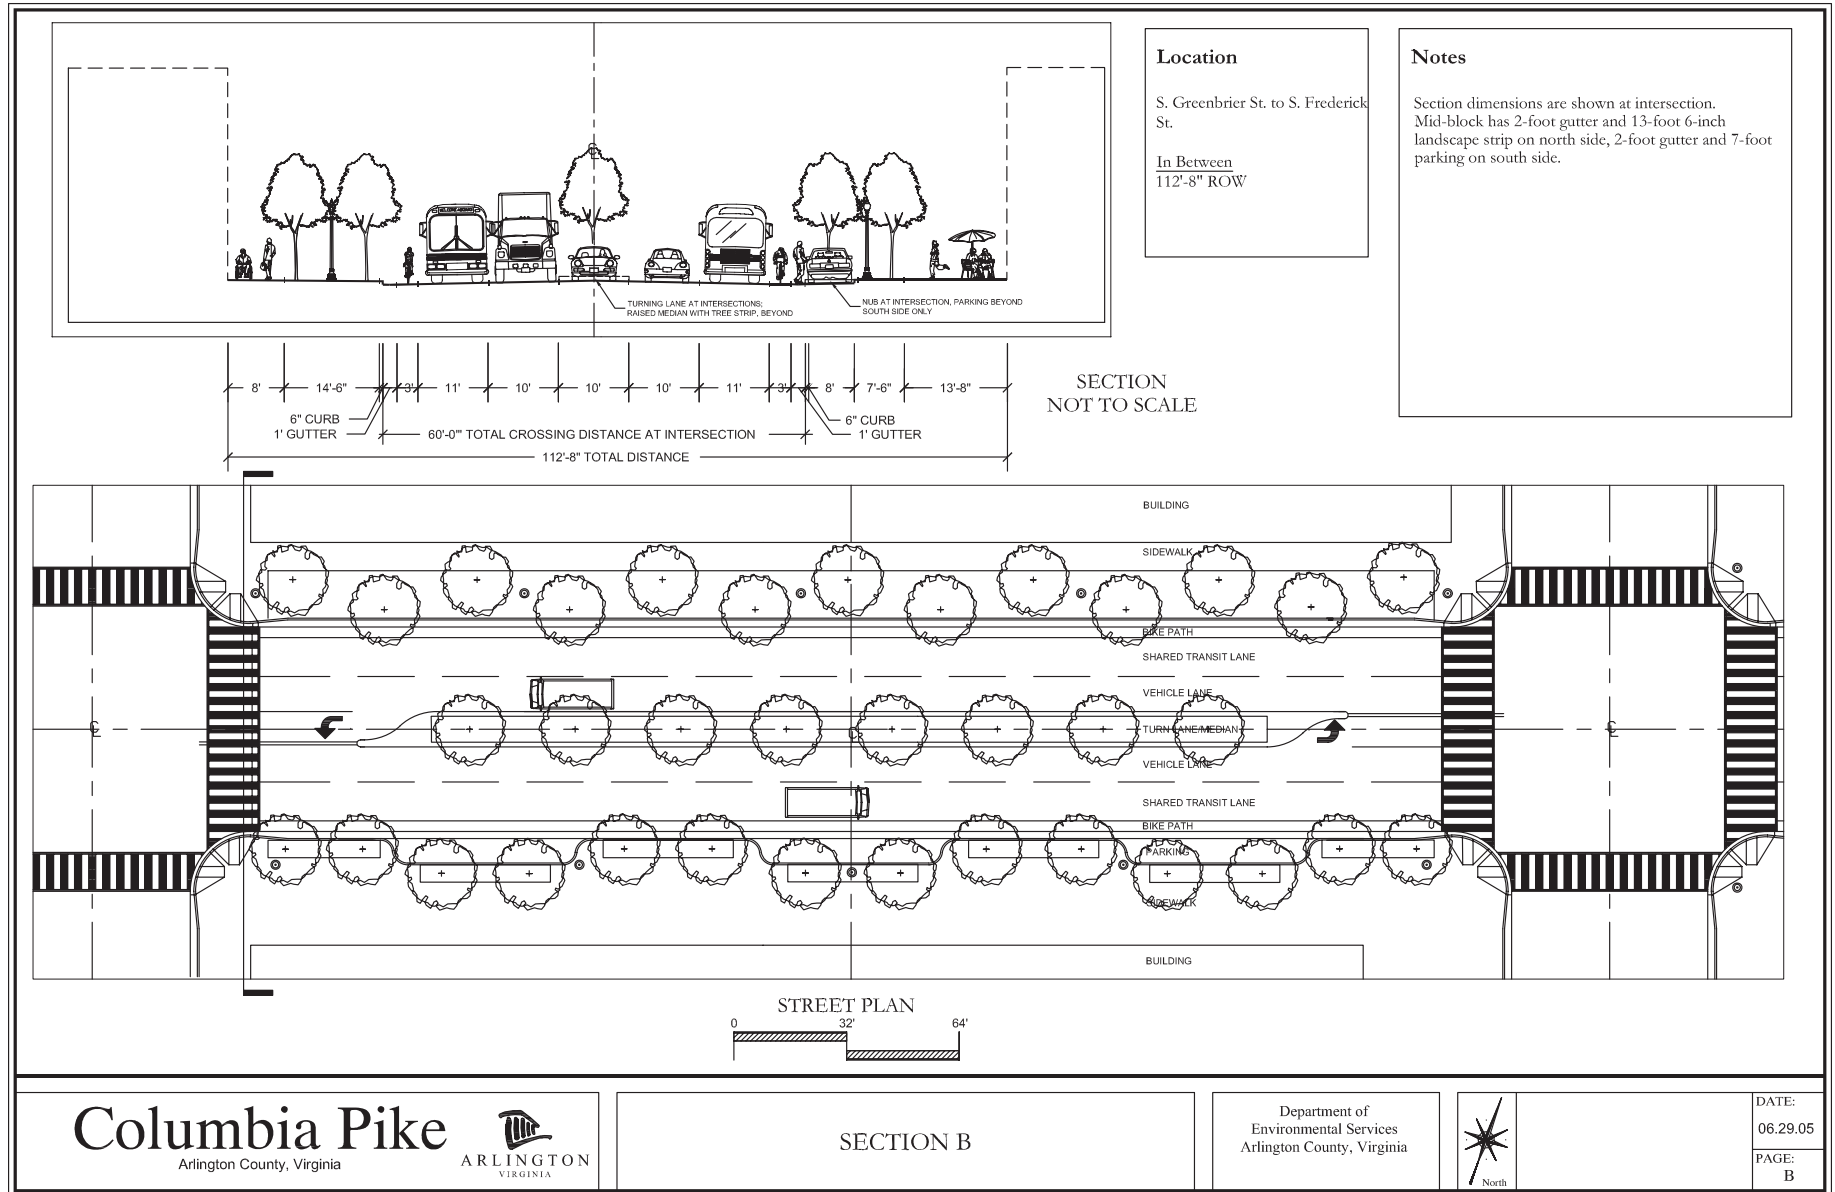 Location
S. Greenbrier St. to S. Frederick
St.
In Between
112'-8" ROW
Notes
Section dimensions are shown at intersection.
Mid-block has 2-foot gutter and 13-foot 6-inch
landscape strip on north side, 2-foot gutter and 7-foot
parking on south side.
TURNING LANE AT INTERSECTIONS;
RAISED MEDIAN WITH TREE STRIP, BEYOND
NUB AT INTERSECTION, PARKING BEYOND
SOUTH SIDE ONLY
8' 14'-6" 3' 11' 10' 10' 10' 11' 3' 8' 7'-6" 13'-8"
6" CURB
1' GUTTER
6" CURB
1' GUTTER
60'-0'" TOTAL CROSSING DISTANCE AT INTERSECTION
112'-8" TOTAL DISTANCE
SECTION
NOT TO SCALE
BUILDING
SIDEWALK
BIKE PATH
SHARED TRANSIT LANE
VEHICLE LANE
TURN LANE/MEDIAN
VEHICLE LANE
SHARED TRANSIT LANE
BIKE PATH
PARKING
SIDEWALK
BUILDING
STREET PLAN
0 32' 64'
Columbia Pike
Arlington County, Virginia
ARLINGTON
VIRGINIA
SECTION B
Department of
Environmental Services
Arlington County, Virginia
North
DATE:
06.29.05
PAGE:
B